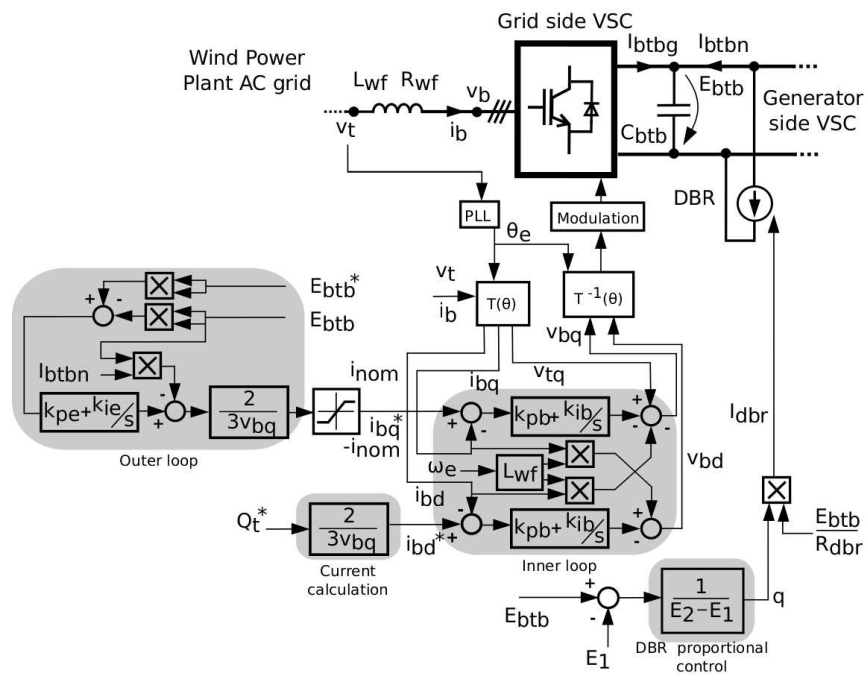 Grid side VSC
Wind Power
Plant AC grid
Lwf Rwf
vb
vt
ib
Ibtbg
Ibtbn
Ebtb
Cbtb
Generator
side VSC
DBR
PLL
θe
Modulation
vt
ib
T(θ)
T⁻¹(θ)
vbq
Ebtb*
+ -
Ebtb
Ibtbn
-
+
kpe+kie/s
2
3vbq
Outer loop
inom
ibq*
-inom
ibq
vtq
+
-
kpb+kib/s
+
-
-
ωe
Lwf
ibd
vbd
Qt*
2
3vbq
ibd*
-
+
kpb+kib/s
+
-
Current
calculation
Inner loop
Idbr
Ebtb
Rdbr
Ebtb
+
-
E1
1
E2-E1
q
DBR proportional
control